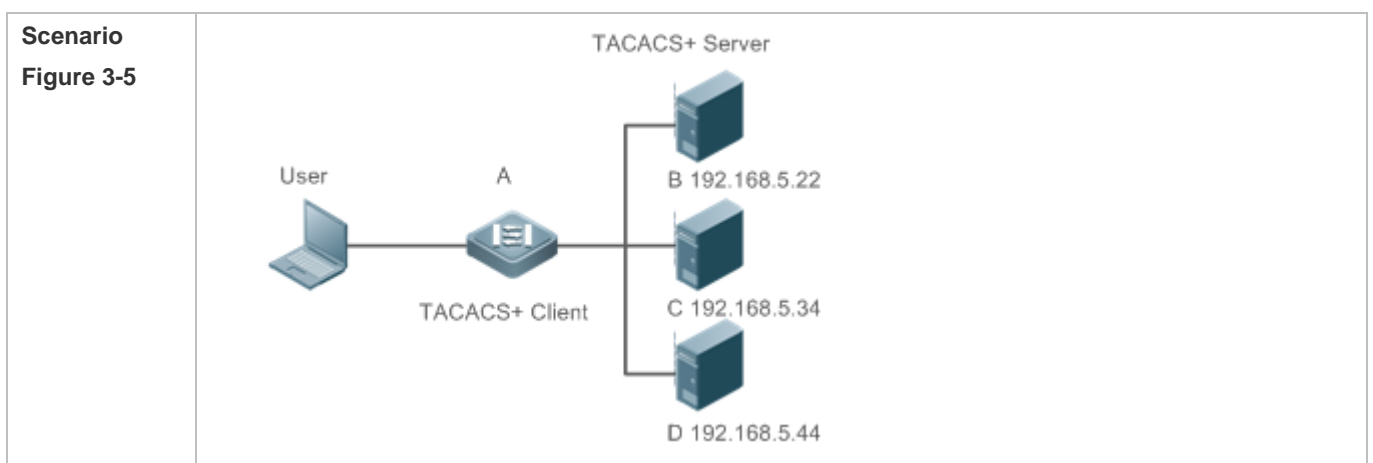 Scenario
Figure 3-5
TACACS+ Server
B 192.168.5.22
User
A
TACACS+ Client
C 192.168.5.34
D 192.168.5.44